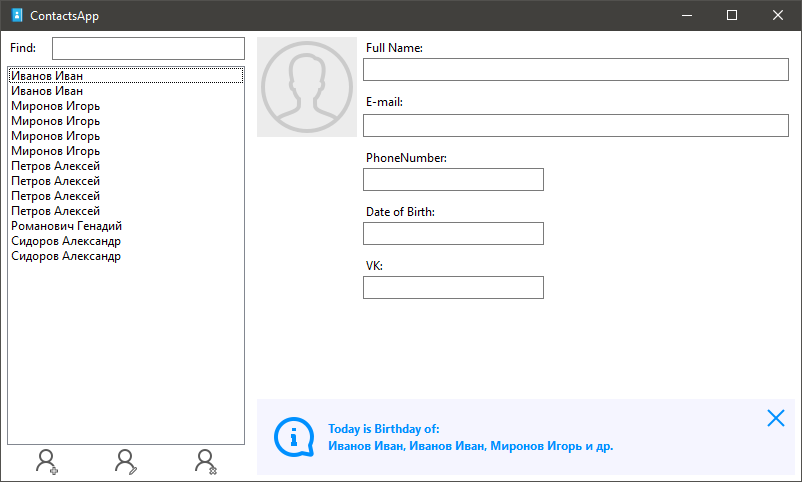 ContactsApp
Find:
Иванов Иван
Иванов Иван
Миронов Игорь
Миронов Игорь
Миронов Игорь
Миронов Игорь
Петров Алексей
Петров Алексей
Петров Алексей
Петров Алексей
Романович Генадий
Сидоров Александр
Сидоров Александр
Full Name:
E-mail:
PhoneNumber:
Date of Birth:
VK:
Today is Birthday of:
Иванов Иван, Иванов Иван, Миронов Игорь и др.